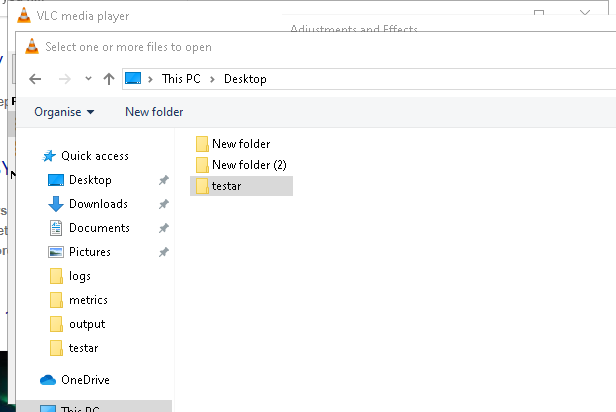 VLC media player
Adjustments and Effects
Select one or more files to open
This PC > Desktop
Organise
New folder
New folder
New folder (2)
testar
Quick access
Desktop
Downloads
Documents
Pictures
logs
metrics
output
testar
OneDrive
This PC